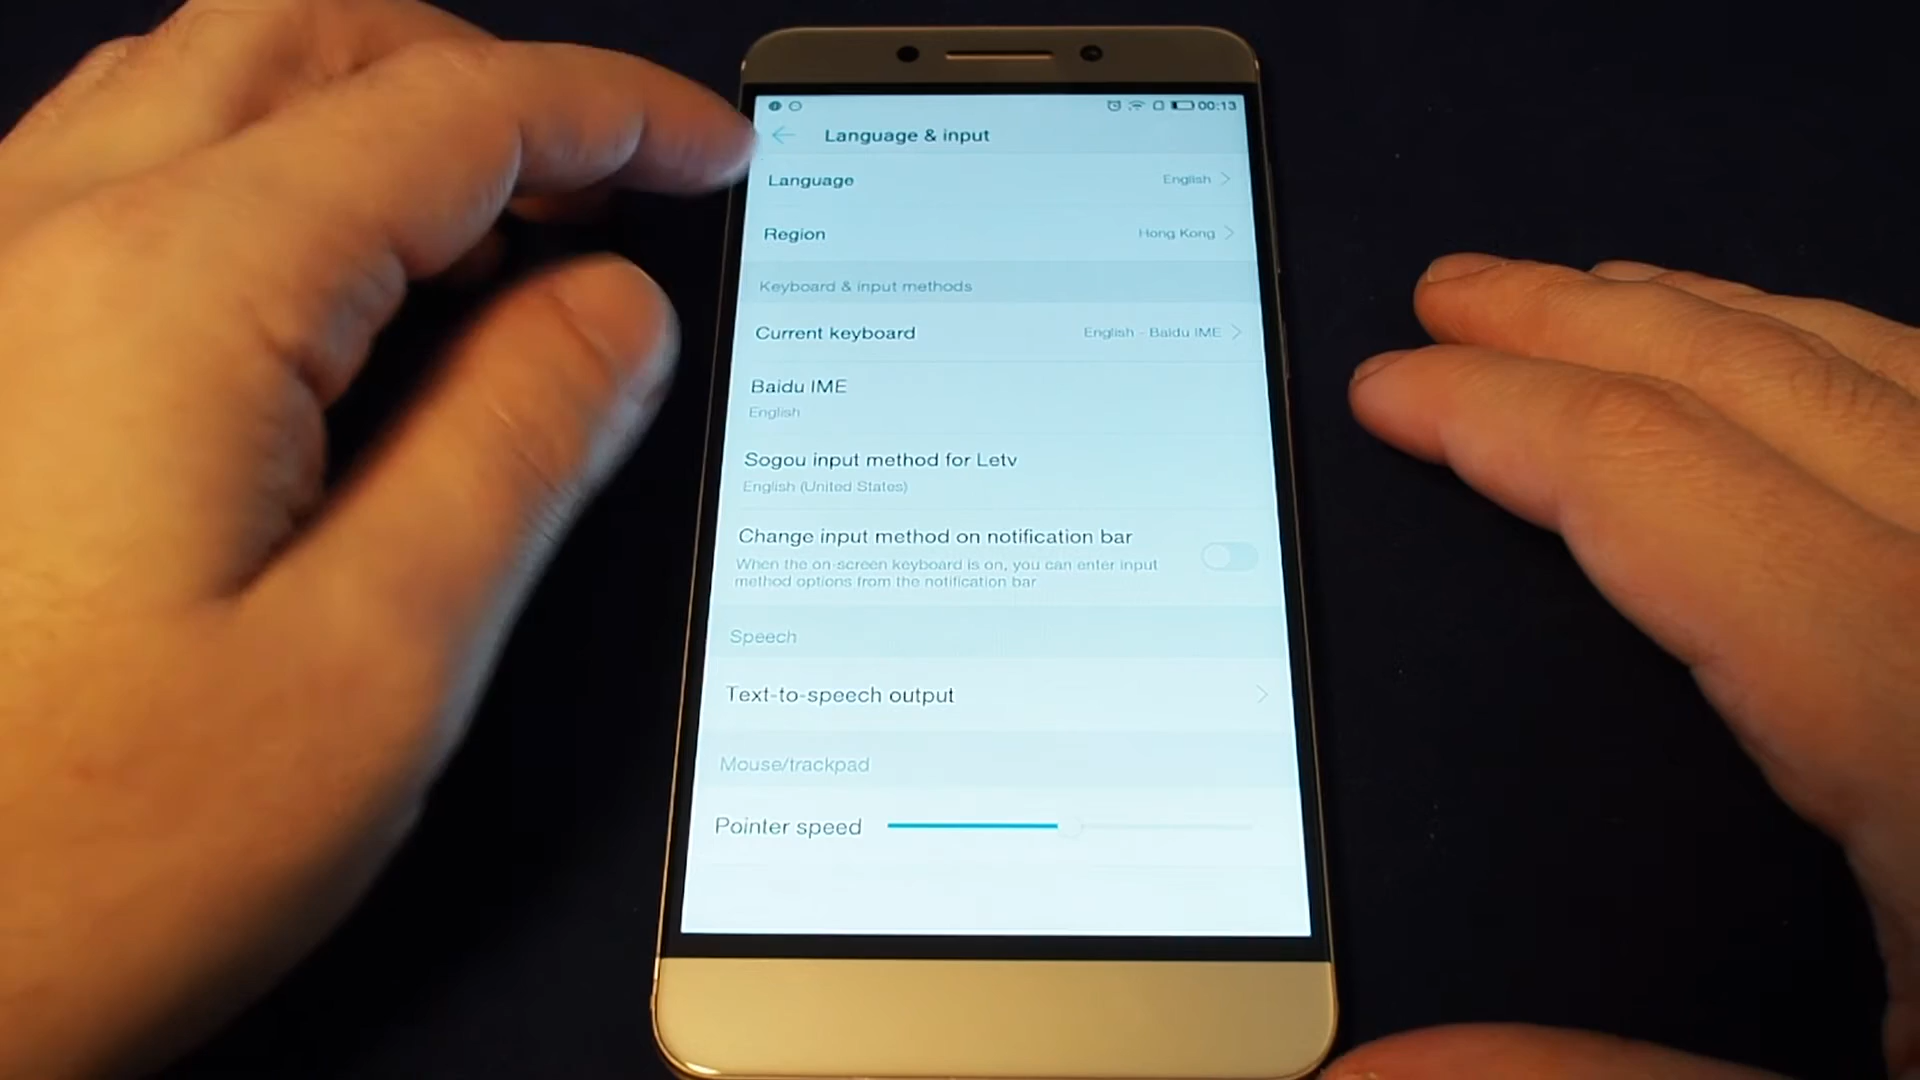 00:13
Language & input
Language English
Region Hong Kong
Keyboard & input methods
Current keyboard English - Baidu IME
Baidu IME
English
Sogou input method for Letv
English (United States)
Change input method on notification bar
When the on-screen keyboard is on, you can enter input
method options from the notification bar
Speech
Text-to-speech output
Mouse/trackpad
Pointer speed